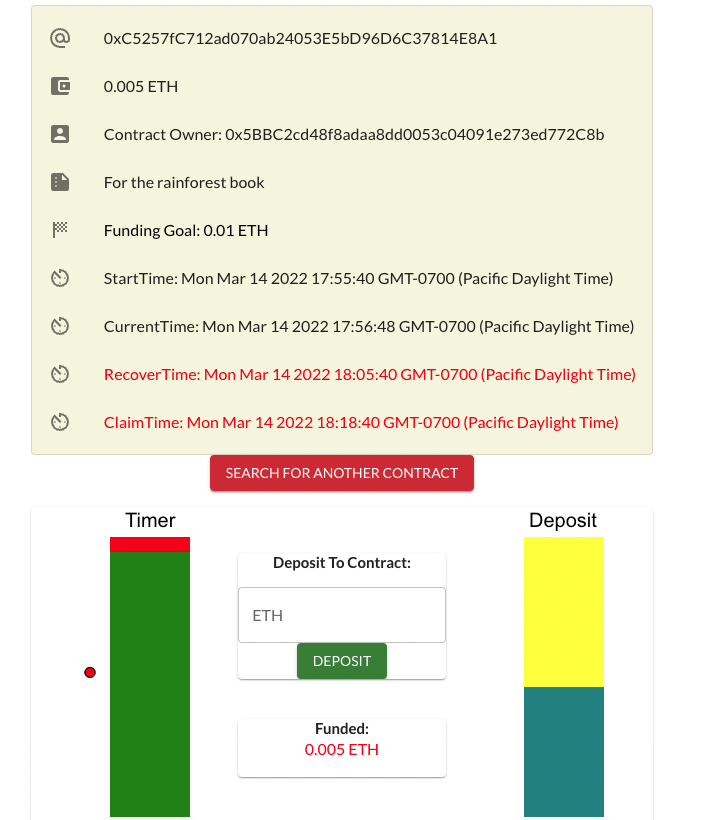 0xC5257fC712ad070ab24053E5bD96D6C37814E8A1
0.005 ETH
Contract Owner: 0x5BBC2cd48f8adaa8dd0053c04091e273ed772C8b
For the rainforest book
Funding Goal: 0.01 ETH
StartTime: Mon Mar 14 2022 17:55:40 GMT-0700 (Pacific Daylight Time)
CurrentTime: Mon Mar 14 2022 17:56:48 GMT-0700 (Pacific Daylight Time)
RecoverTime: Mon Mar 14 2022 18:05:40 GMT-0700 (Pacific Daylight Time)
ClaimTime: Mon Mar 14 2022 18:18:40 GMT-0700 (Pacific Daylight Time)
SEARCH FOR ANOTHER CONTRACT
Timer
Deposit To Contract:
ETH
DEPOSIT
Funded:
0.005 ETH
Deposit